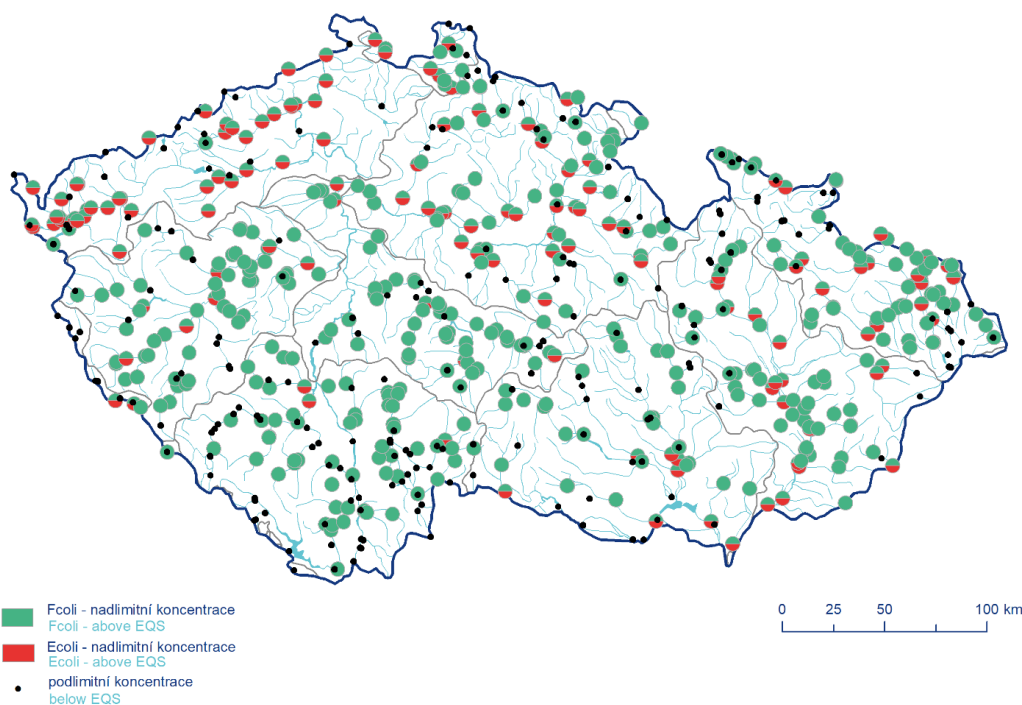 Fcoli - nadlimitní koncentrace
Fcoli - above EQS
Ecoli - nadlimitní koncentrace
Ecoli - above EQS
podlimitní koncentrace
below EQS
0 25 50 100 km